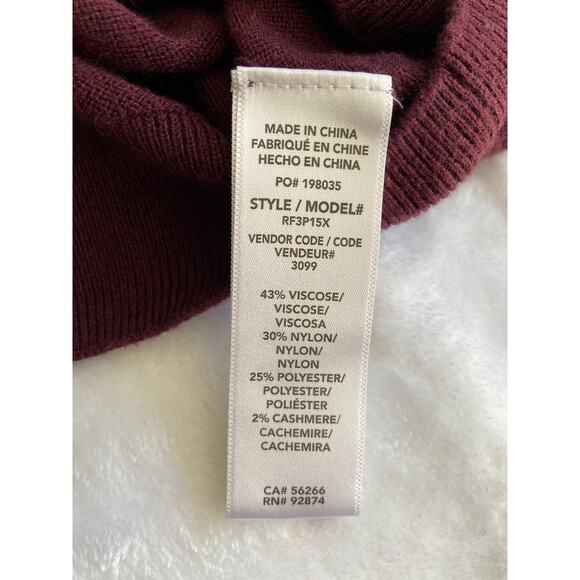 MADE IN CHINA
FABRIQUÉ EN CHINE
HECHO EN CHINA
PO# 198035
STYLE / MODEL#
RF3P15X
VENDOR CODE / CODE
VENDEUR#
3099
43% VISCOSE/
VISCOSE/
VISCOSA
30% NYLON/
NYLON/
NYLON
25% POLYESTER/
POLYESTER/
POLIÉSTER
2% CASHMERE/
CACHEMIRE/
CACHEMIRA
CA# 56266
RN# 92874